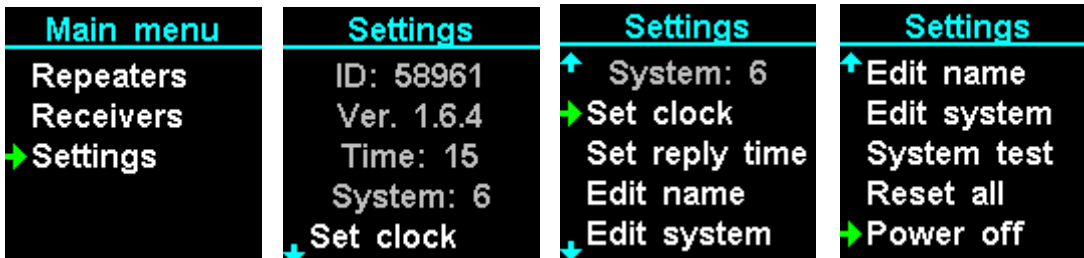 Main menu
Repeaters
Receivers
Settings
Settings
ID: 58961
Ver. 1.6.4
Time: 15
System: 6
Set clock
Settings
System: 6
Set clock
Set reply time
Edit name
Edit system
Settings
Edit name
Edit system
System test
Reset all
Power off